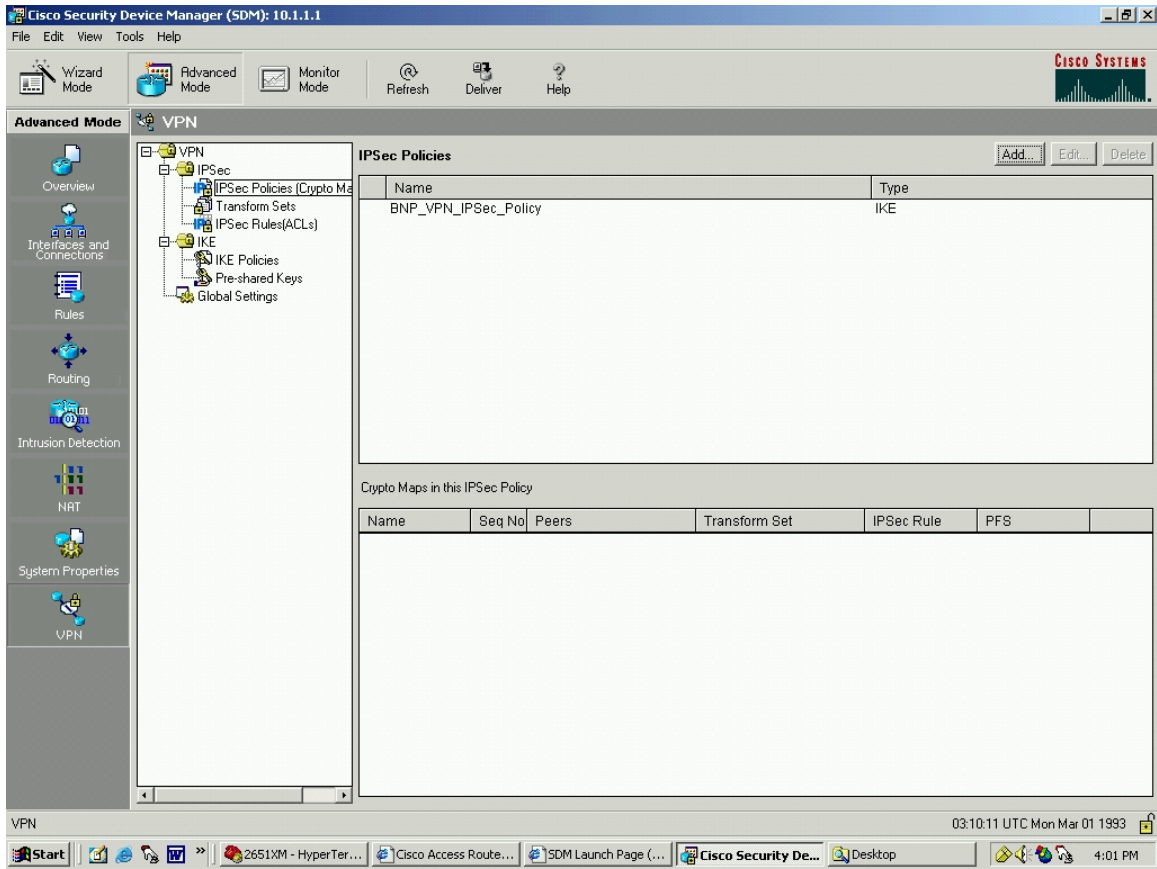 Cisco Security Device Manager (SDM): 10.1.1.1
File Edit View Tools Help
Wizard Mode
Advanced Mode
Monitor Mode
Refresh
Deliver
Help
CISCO SYSTEMS
Advanced Mode
VPN
Overview
Interfaces and Connections
Rules
Routing
Intrusion Detection
NAT
System Properties
VPN
VPN
IPSec
IPSec Policies (Crypto Ma
Transform Sets
IPSec Rules(ACLs)
IKE
IKE Policies
Pre-shared Keys
Global Settings
IPSec Policies
Add... Edit... Delete
Name Type
BNP_VPN_IPSec_Policy IKE
Crypto Maps in this IPSec Policy
Name Seq No Peers Transform Set IPSec Rule PFS
VPN
03:10:11 UTC Mon Mar 01 1993
Start
2651XM - HyperTer...
Cisco Access Route...
SDM Launch Page (...
Cisco Security De...
Desktop
4:01 PM